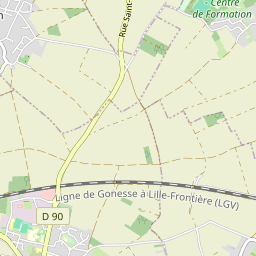 Centre
de Formation
Rue Saint-
n
Ligne de Gonesse à Lille-Frontière (LGV)
D 90